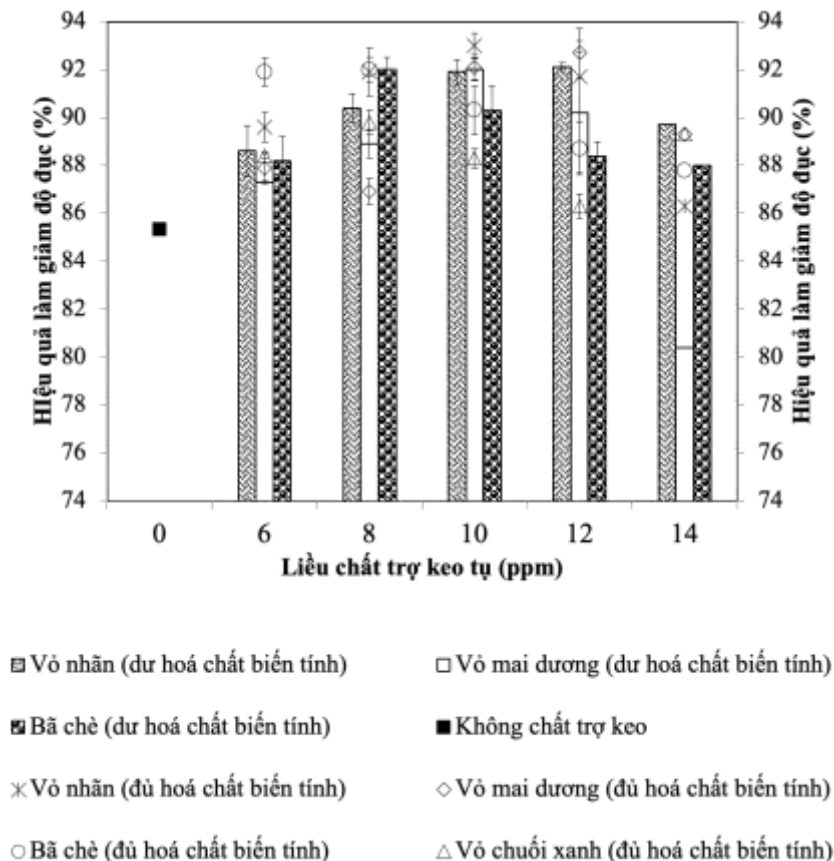 94 94
92 92
90 90
88 88
86 86
84 84
82 82
80 80
78 78
76 76
74 74
HIệu quả làm giảm độ đục (%)
Hiệu quả làm giảm độ đục (%)
0 6 8 10 12 14
Liều chất trợ keo tụ (ppm)
Vỏ nhãn (dư hoá chất biến tính) Vỏ mai dương (dư hoá chất biến tính)
Bã chè (dư hoá chất biến tính) Không chất trợ keo
Vỏ nhãn (đủ hoá chất biến tính) Vỏ mai dương (đủ hoá chất biến tính)
Bã chè (đủ hoá chất biến tính) Vỏ chuối xanh (đủ hoá chất biến tính)